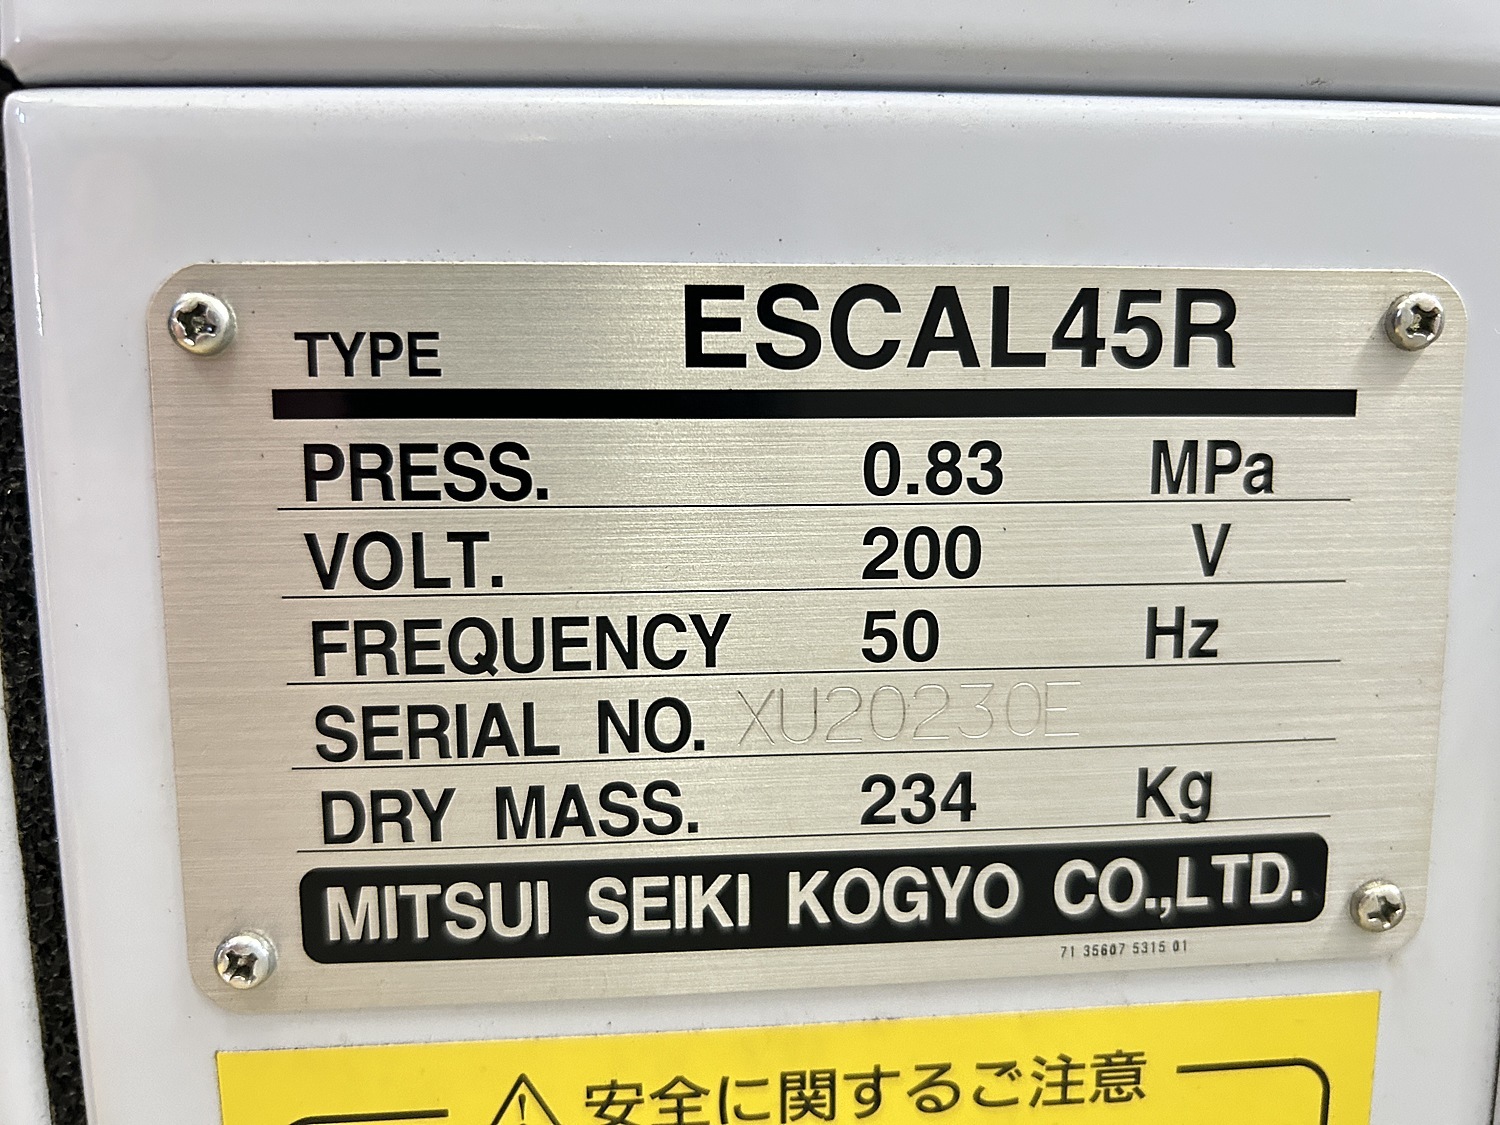 TYPE ESCAL45R
PRESS. 0.83 MPa
VOLT. 200 V
FREQUENCY 50 Hz
SERIAL NO. XU20230E
DRY MASS. 234 Kg
MITSUI SEIKI KOGYO CO.,LTD.
71 35607 5315 01
安全に関するご注意